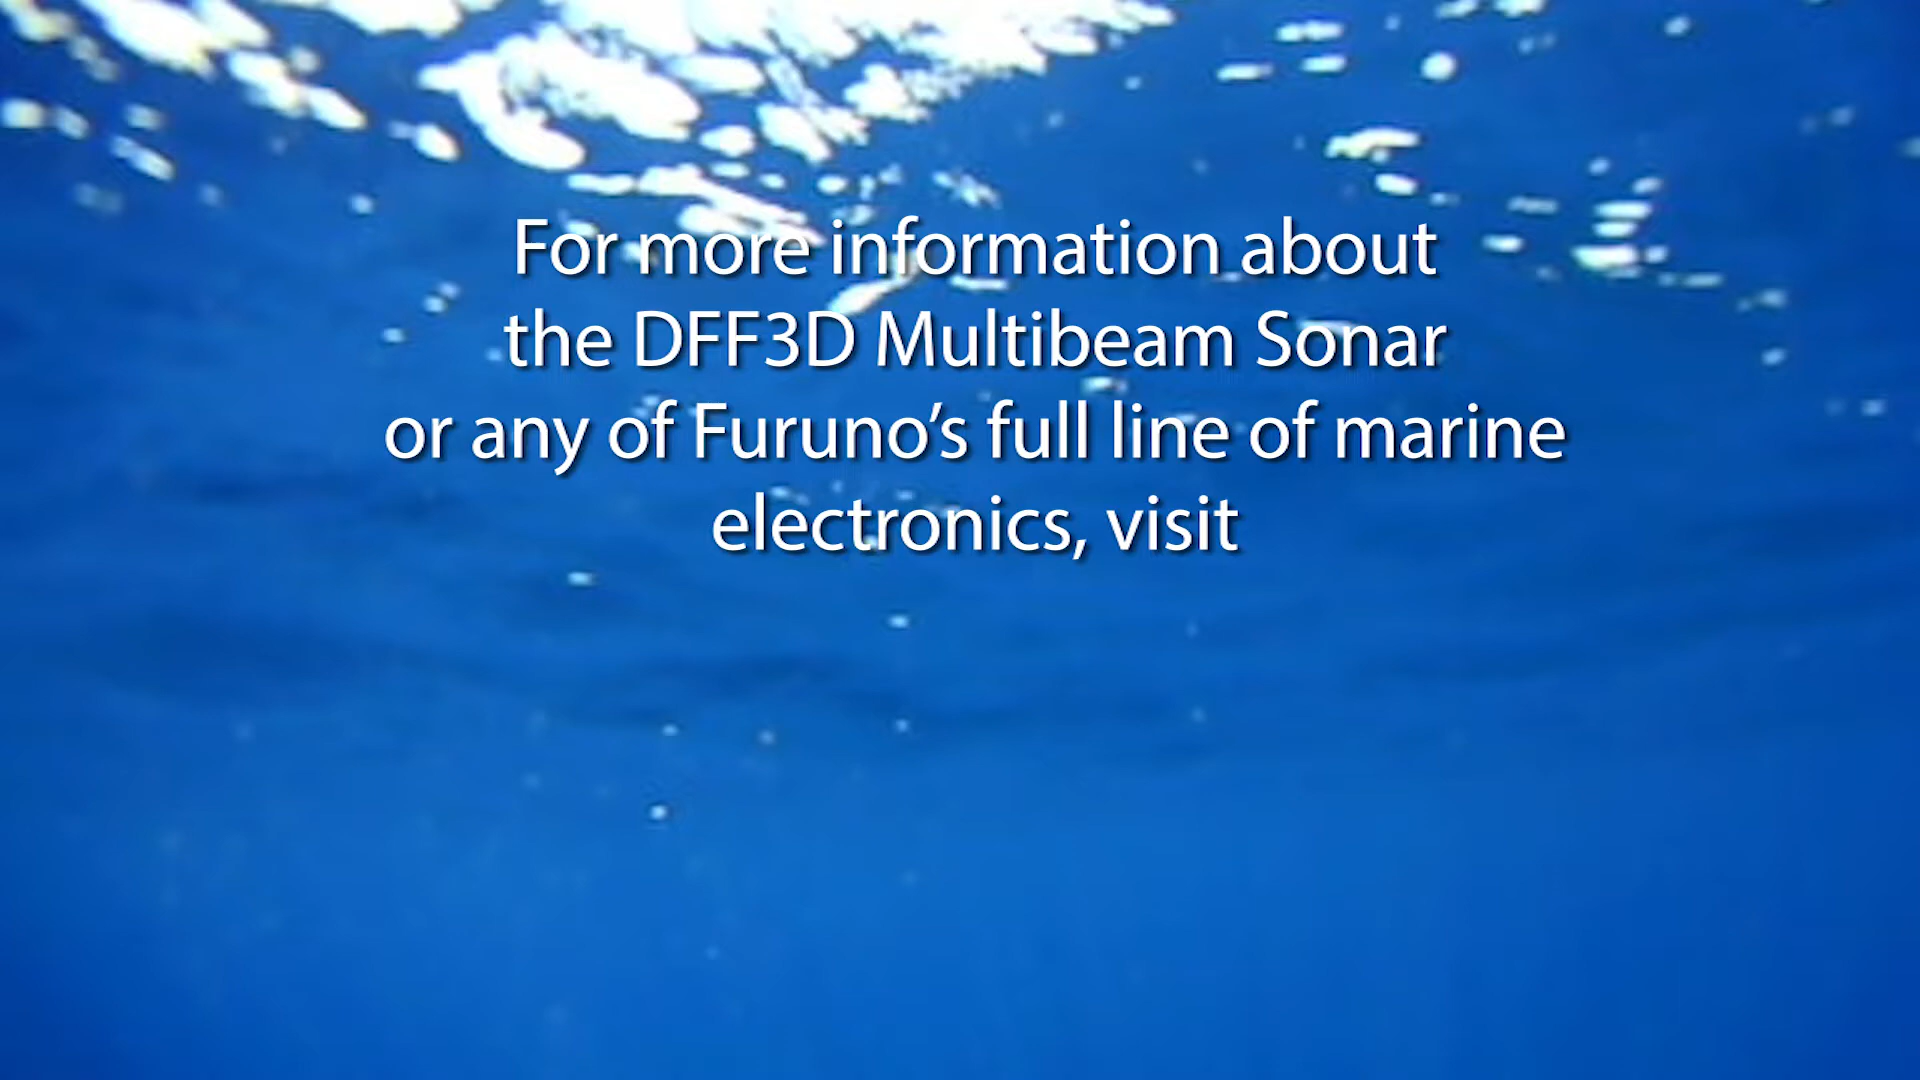 For more information about
the DFF3D Multibeam Sonar
or any of Furuno’s full line of marine
electronics, visit